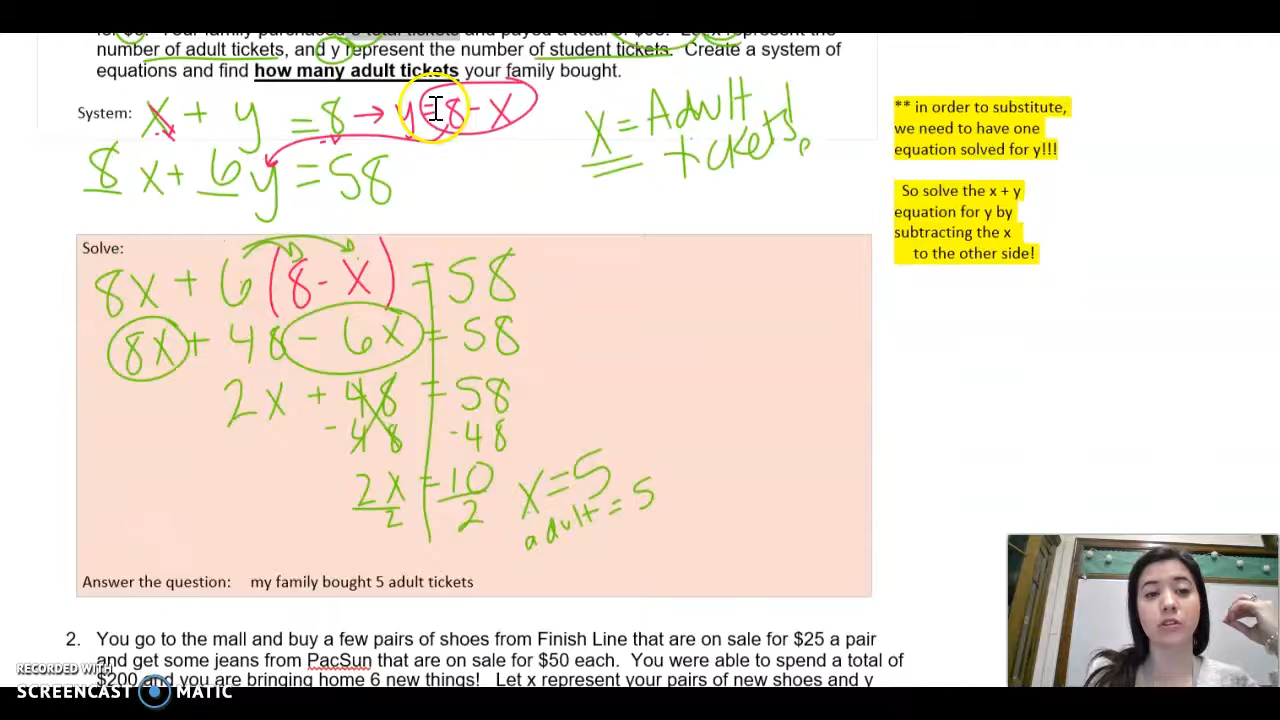 number of adult tickets, and y represent the number of student tickets. Create a system of
equations and find how many adult tickets your family bought.
System: x + y = 8 → y = 8 - x
8x + 6y = 58
x = Adult
tickets
** in order to substitute,
we need to have one
equation solved for y!!!
So solve the x + y
equation for y by
subtracting the x
to the other side!
Solve:
8x + 6(8 - x) = 58
8x + 48 - 6x = 58
2x + 48 = 58
- 48 - 48
2x = 10
2 2
x = 5
adult = 5
Answer the question: my family bought 5 adult tickets
2. You go to the mall and buy a few pairs of shoes from Finish Line that are on sale for $25 a pair
and get some jeans from PacSun that are on sale for $50 each. You were able to spend a total of
$200 and you are bringing home 6 new things! Let x represent your pairs of new shoes and y
RECORDED WITH
SCREENCAST MATIC